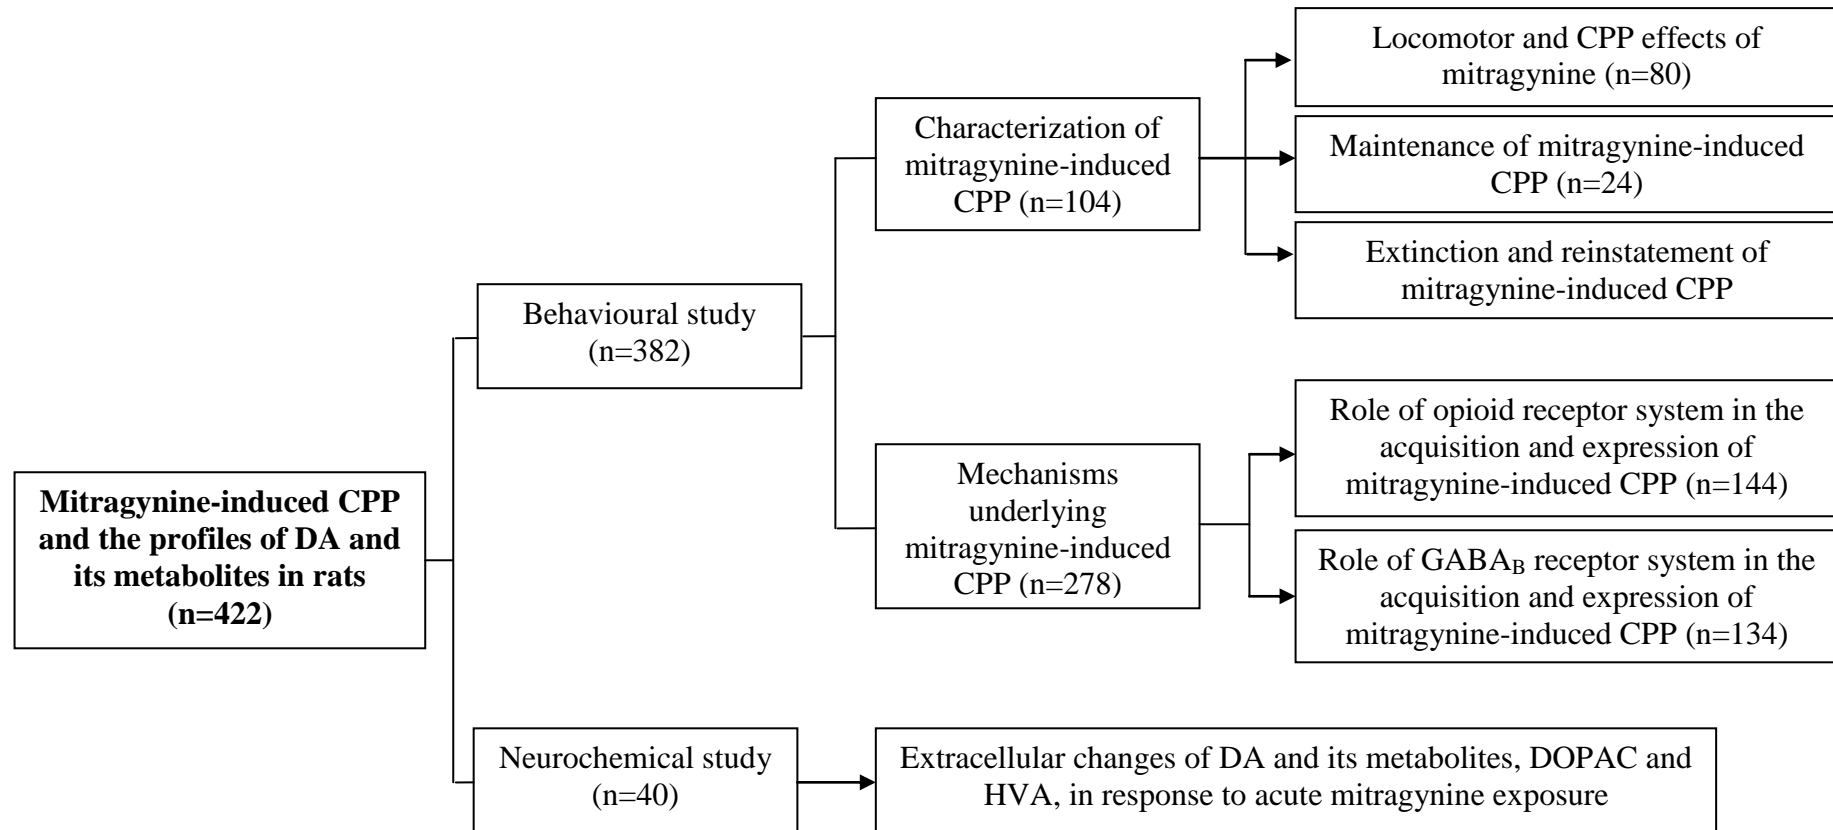 Mitragynine-induced CPP
and the profiles of DA and
its metabolites in rats
(n=422)
Behavioural study
(n=382)
Characterization of
mitragynine-induced
CPP (n=104)
Locomotor and CPP effects of
mitragynine (n=80)
Maintenance of mitragynine-induced
CPP (n=24)
Extinction and reinstatement of
mitragynine-induced CPP
Mechanisms
underlying
mitragynine-induced
CPP (n=278)
Role of opioid receptor system in the
acquisition and expression of
mitragynine-induced CPP (n=144)
Role of GABAB receptor system in the
acquisition and expression of
mitragynine-induced CPP (n=134)
Neurochemical study
(n=40)
Extracellular changes of DA and its metabolites, DOPAC and
HVA, in response to acute mitragynine exposure